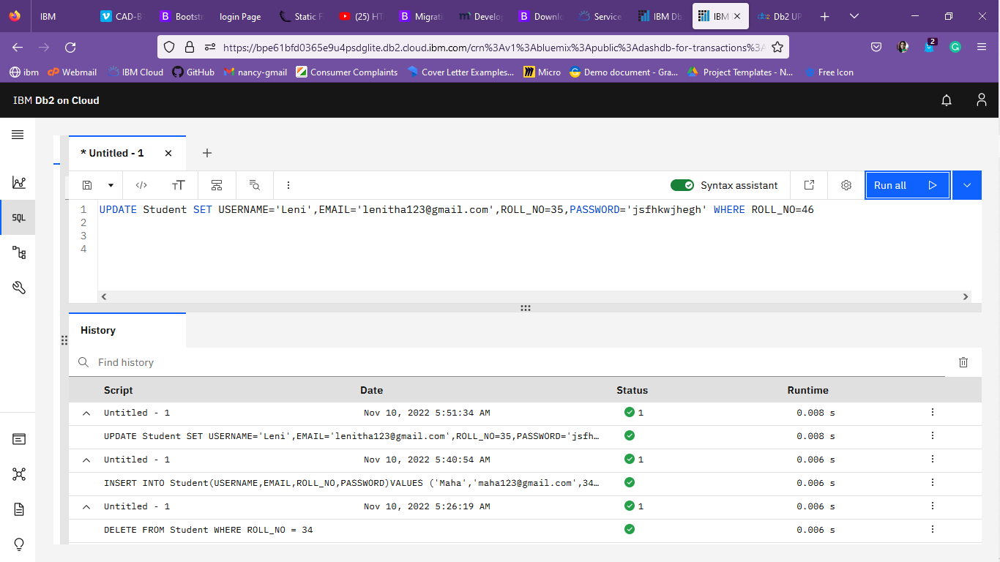 IBM
CAD-B
Bootstr
login Page
Static F
(25) HT
Migrati
Develo
Downlo
Service
IBM Db
IBM
Db2 UP
https://bpe61bfd0365e9u4psdglite.db2.cloud.ibm.com/crn%3Av1%3Abluemix%3Apublic%3Adashdb-for-transactions%3A
2
ibm
Webmail
IBM Cloud
GitHub
nancy-gmail
Consumer Complaints
Cover Letter Examples...
Micro
Demo document - Gra...
Project Templates - N...
Free Icon
IBM Db2 on Cloud
* Untitled - 1
Syntax assistant
Run all
SQL
1 UPDATE Student SET USERNAME='Leni',EMAIL='lenitha123@gmail.com',ROLL_NO=35,PASSWORD='jsfhkwjhegh' WHERE ROLL_NO=46
2
3
4
History
Find history
Script Date Status Runtime
Untitled - 1 Nov 10, 2022 5:51:34 AM 1 0.008 s
UPDATE Student SET USERNAME='Leni',EMAIL='lenitha123@gmail.com',ROLL_NO=35,PASSWORD='jsfh… 0.008 s
Untitled - 1 Nov 10, 2022 5:40:54 AM 1 0.006 s
INSERT INTO Student(USERNAME,EMAIL,ROLL_NO,PASSWORD)VALUES ('Maha','maha123@gmail.com',34… 0.006 s
Untitled - 1 Nov 10, 2022 5:26:19 AM 1 0.006 s
DELETE FROM Student WHERE ROLL_NO = 34 0.006 s